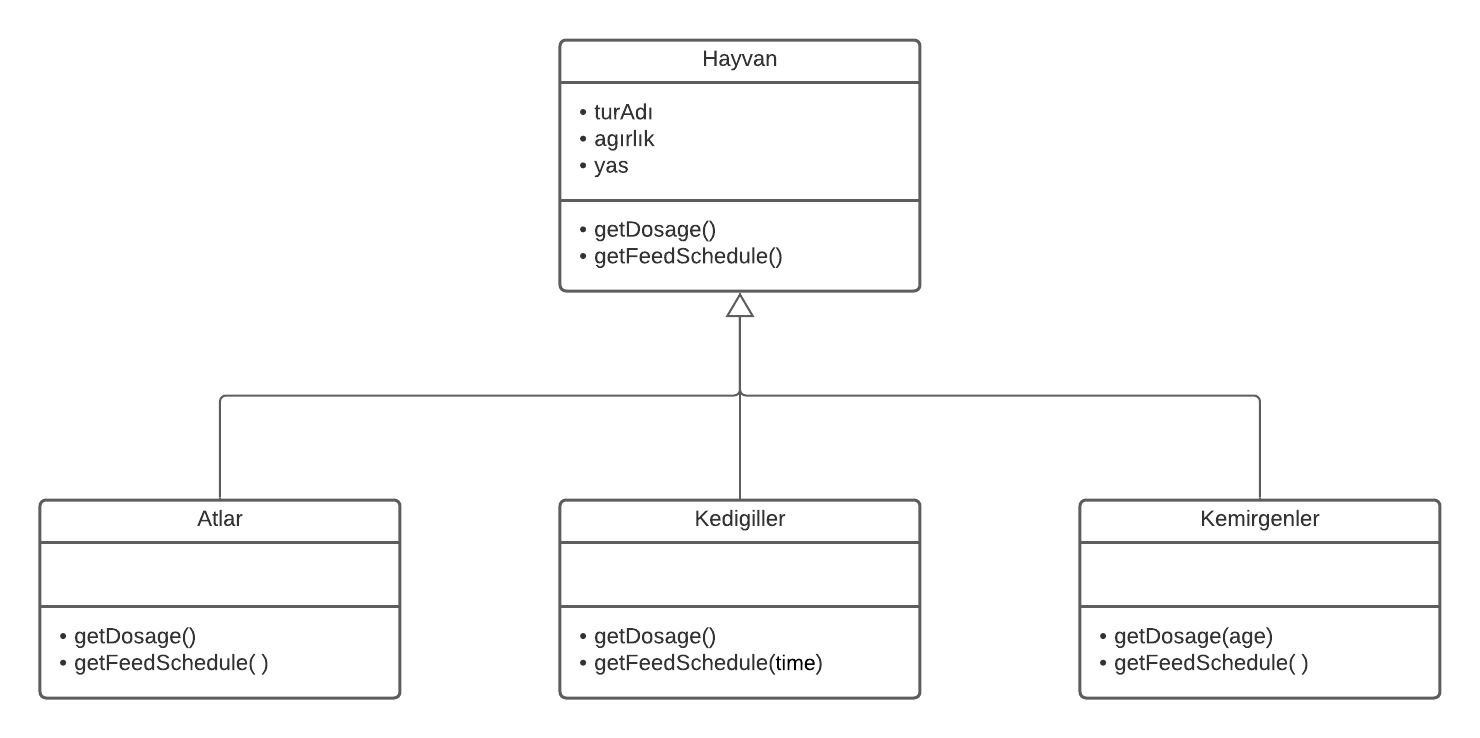 Hayvan
• turAdı
• agırlık
• yas
• getDosage()
• getFeedSchedule()
Atlar
• getDosage()
• getFeedSchedule( )
Kedigiller
• getDosage()
• getFeedSchedule(time)
Kemirgenler
• getDosage(age)
• getFeedSchedule( )